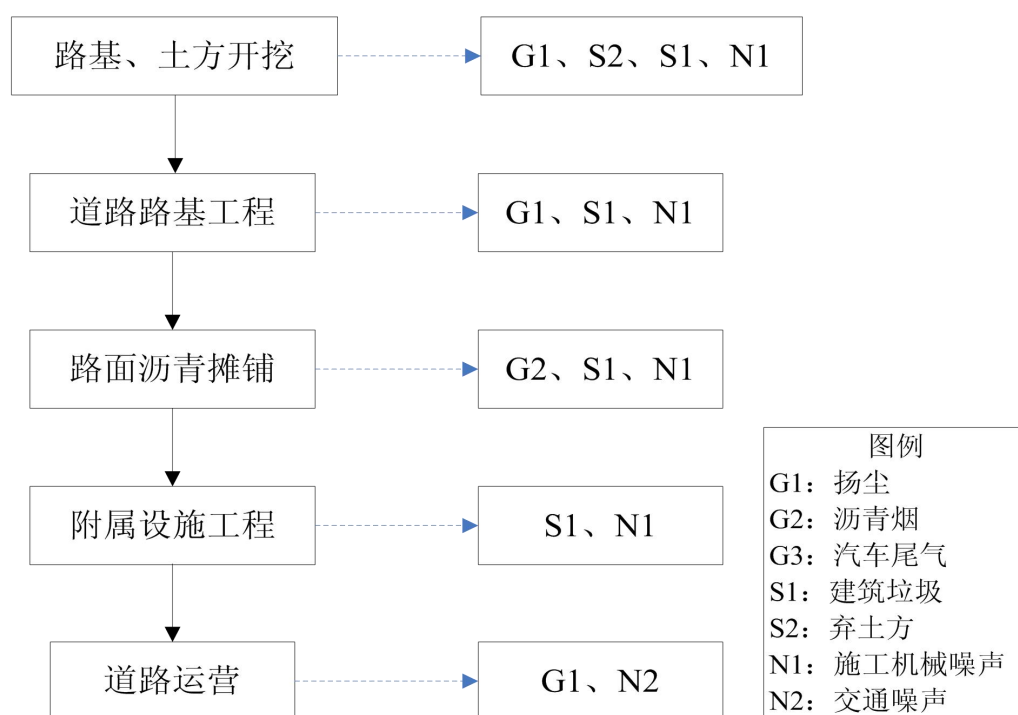 路基、土方开挖
G1、S2、S1、N1
道路路基工程
G1、S1、N1
路面沥青摊铺
G2、S1、N1
附属设施工程
S1、N1
道路运营
G1、N2
图例
G1：扬尘
G2：沥青烟
G3：汽车尾气
S1：建筑垃圾
S2：弃土方
N1：施工机械噪声
N2：交通噪声